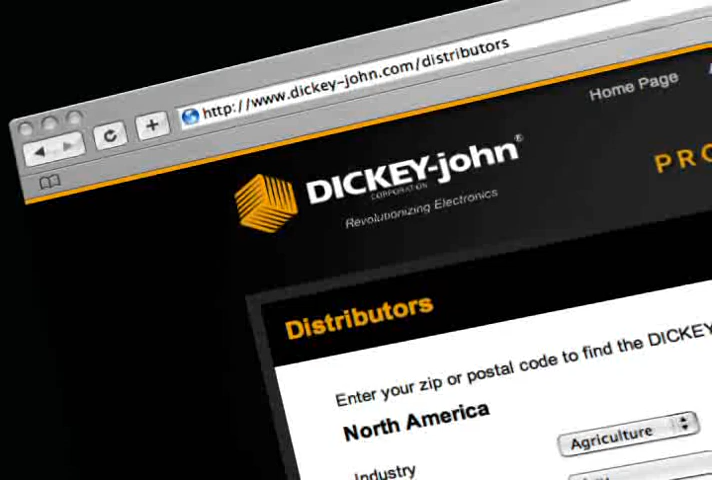 http://www.dickey-john.com/distributors
Home Page
PRO
DICKEY-john®
CORPORATION
Revolutionizing Electronics
Distributors
Enter your zip or postal code to find the DICKEY
North America
Agriculture
Industry